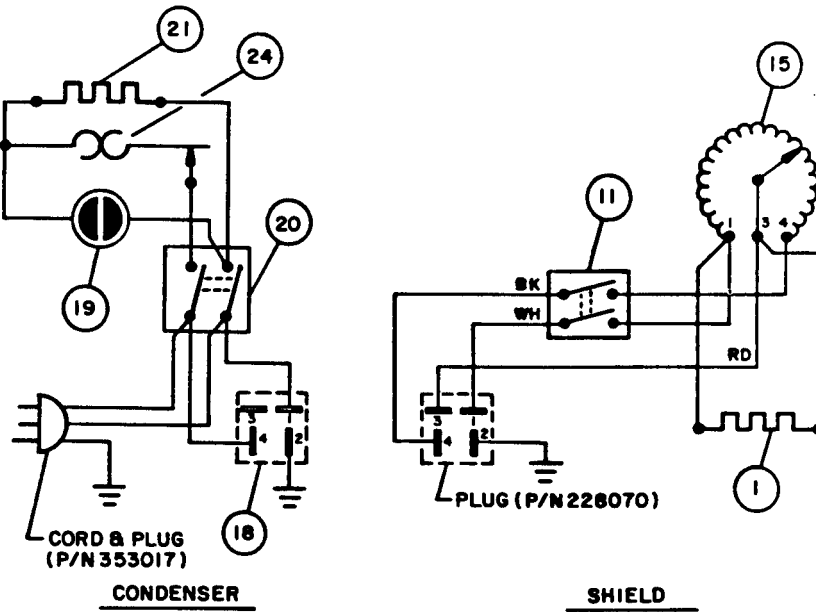 21
24
15
20
11
1
3
4
19
BK
WH
RD
3
4
2
3
4
2
18
1
PLUG (P/N 228070)
CORD & PLUG
(P/N 353017)
CONDENSER
SHIELD